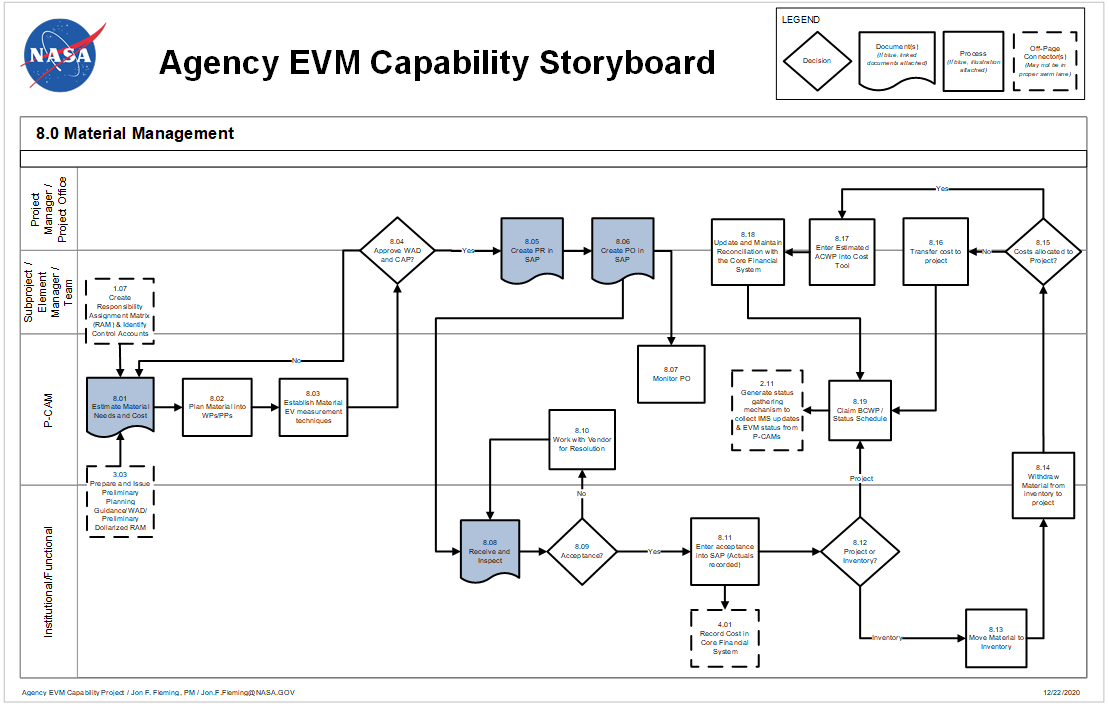 NASA
Agency EVM Capability Storyboard
LEGEND
Decision
Document(s)
(If blue, linked
documents attached)
Process
(If blue, illustration
attached)
Off-Page
Connector(s)
(May not be in
proper swim lane)
8.0 Material Management
Project
Manager /
Project Office
Subproject /
Element
Manager /
Team
P-CAM
Institutional/Functional
1.07
Create
Responsibility
Assignment Matrix
(RAM) & Identify
Control Accounts
8.01
Estimate Material
Needs and Cost
3.03
Prepare and Issue
Preliminary
Planning
Guidance/WAD/
Preliminary
Dollarized RAM
8.02
Plan Material into
WPs/PPs
8.03
Establish Material
EV measurement
techniques
8.04
Approve WAD
and CAP?
No
Yes
8.05
Create PR in
SAP
8.06
Create PO in
SAP
8.07
Monitor PO
8.08
Receive and
Inspect
8.09
Acceptance?
No
8.10
Work with Vendor
for Resolution
Yes
8.11
Enter acceptance
into SAP (Actuals
recorded)
4.01
Record Cost in
Core Financial
System
8.12
Project or
Inventory?
Project
Inventory
8.13
Move Material to
Inventory
8.14
Withdraw
Material from
inventory to
project
8.15
Costs allocated to
Project?
Yes
No
8.16
Transfer cost to
project
8.17
Enter Estimated
ACWP into Cost
Tool
8.18
Update and Maintain
Reconciliation with
the Core Financial
System
8.19
Claim BCWP /
Status Schedule
2.11
Generate status
gathering
mechanism to
collect IMS updates
& EVM status from
P-CAMs
Agency EVM Capability Project / Jon F. Fleming, PM / Jon.F.Fleming@NASA.GOV
12/22/2020